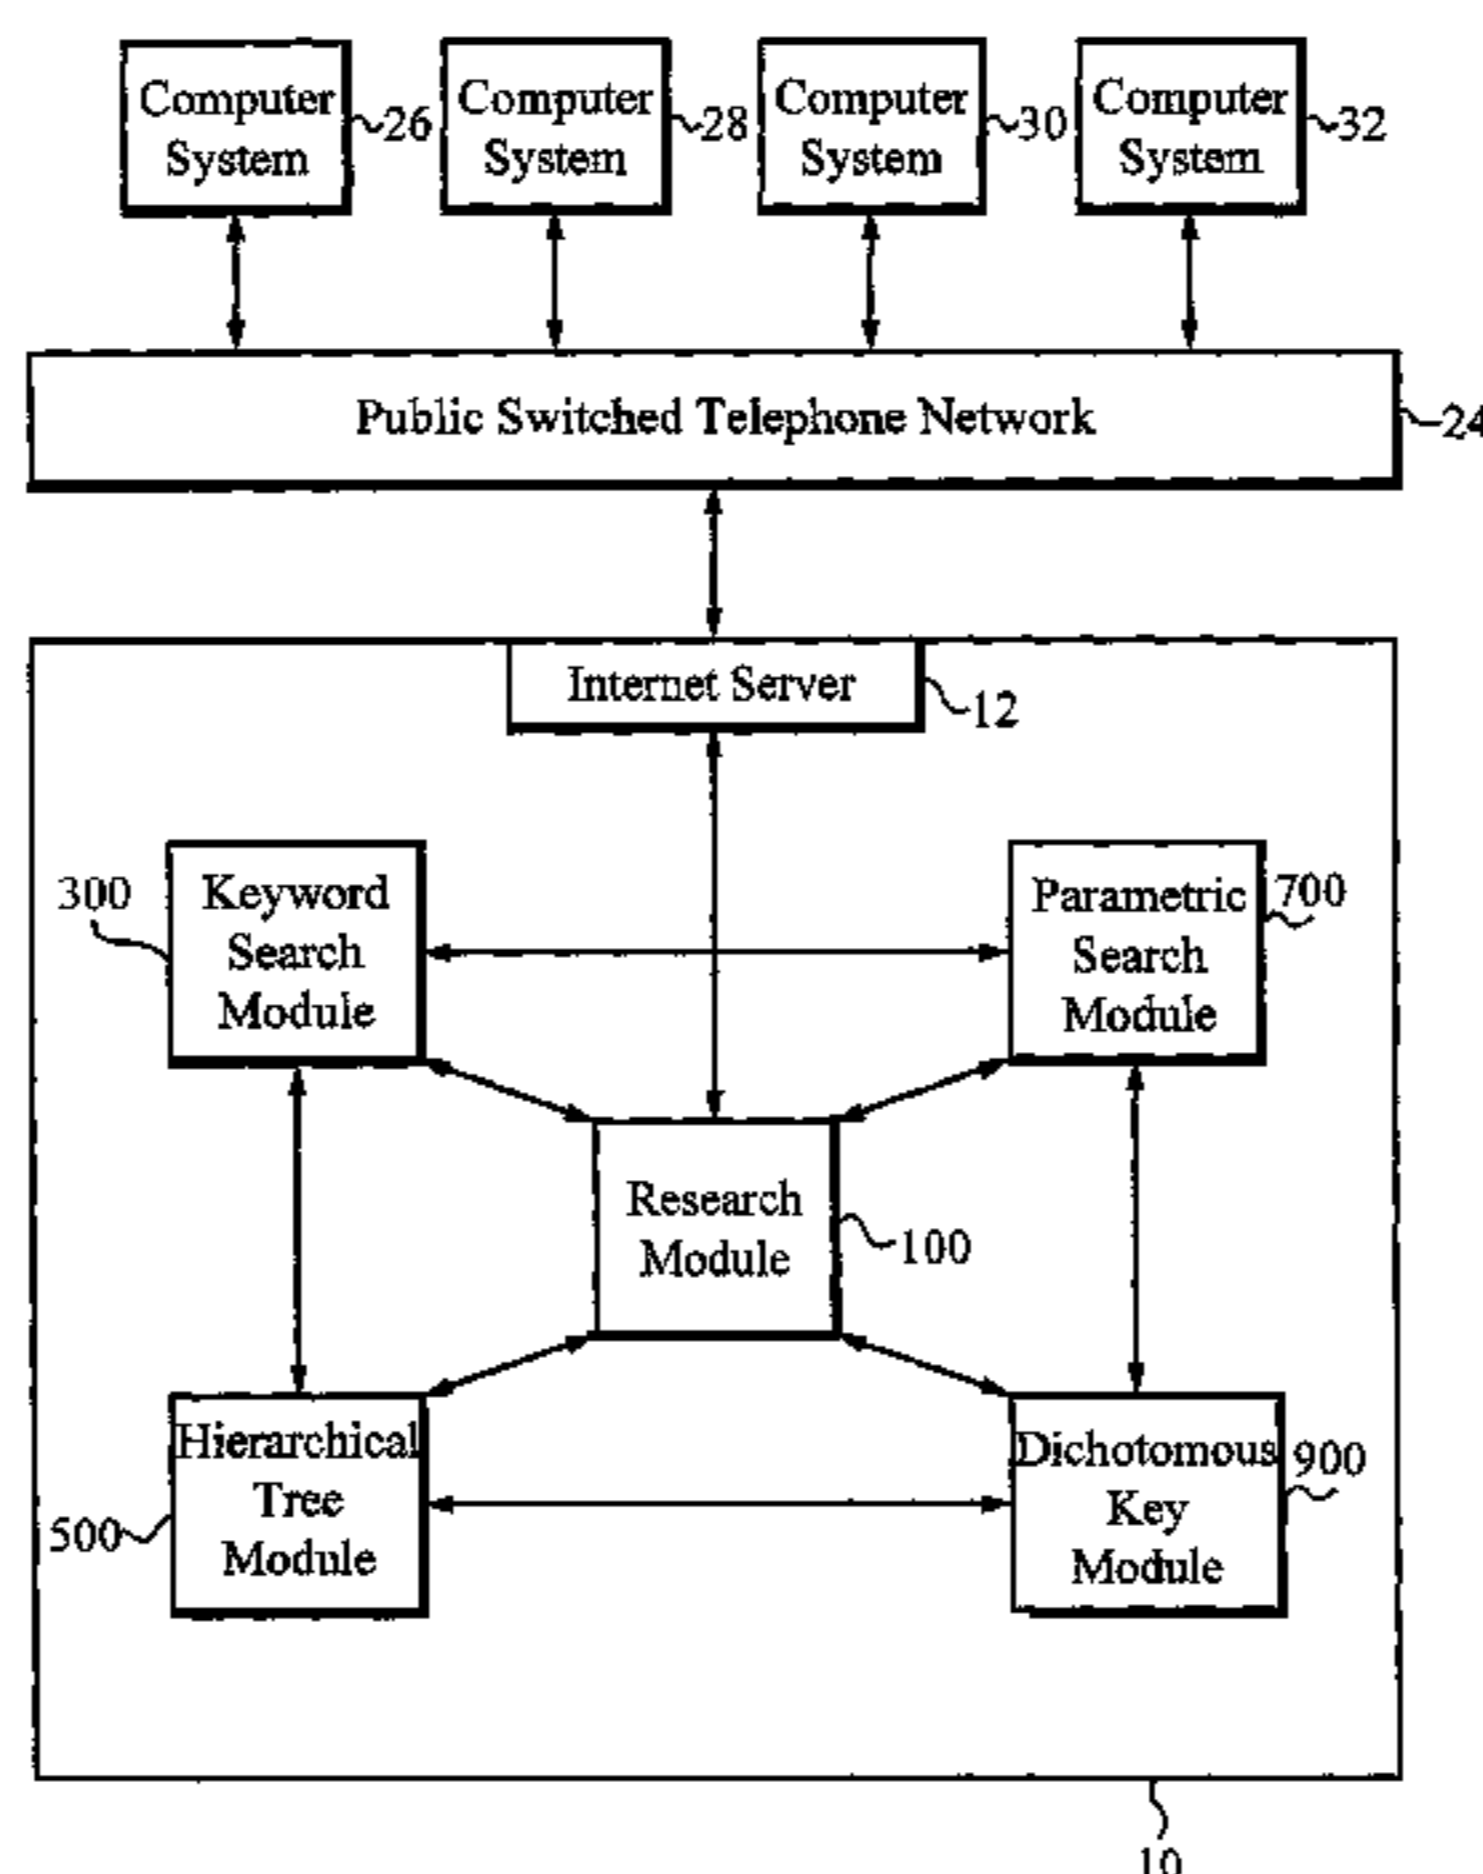 Computer
System
26
Computer
System
28
Computer
System
30
Computer
System
32
Public Switched Telephone Network
24
Internet Server
12
300
Keyword
Search
Module
Parametric
Search
Module
700
Research
Module
100
Hierarchical
Tree
Module
500
Dichotomous
Key
Module
900
10